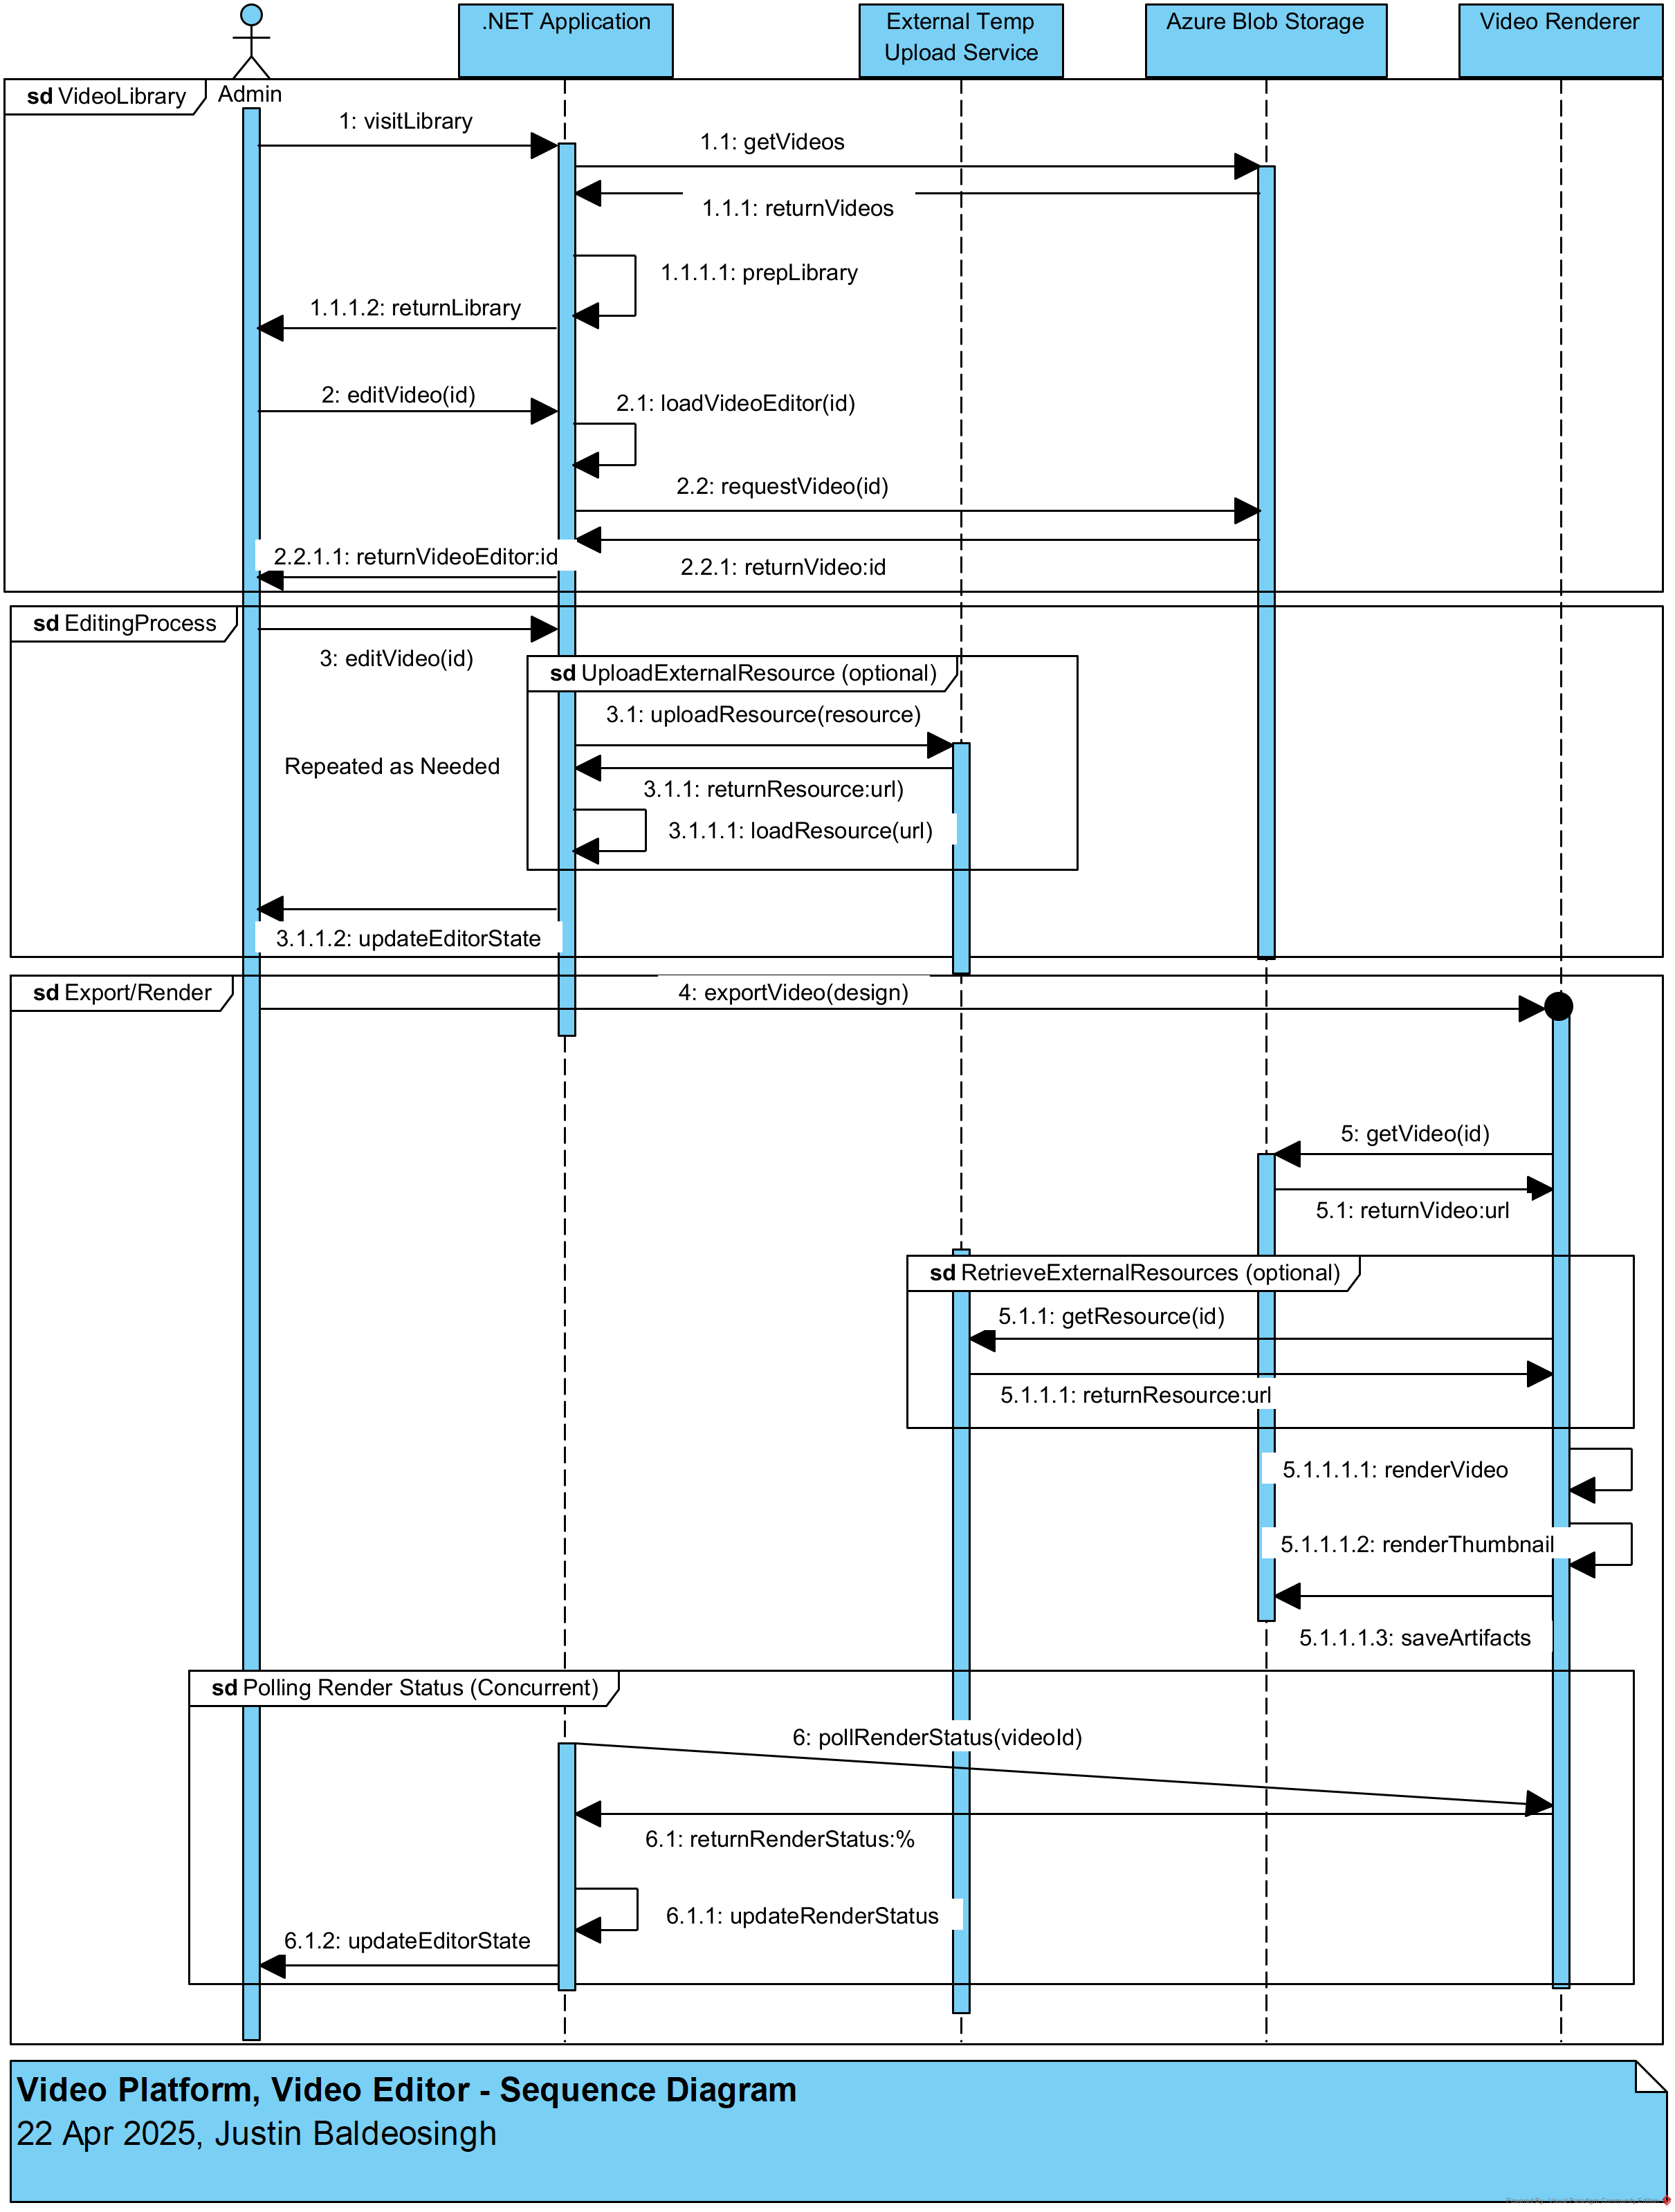 .NET Application
External Temp
Upload Service
Azure Blob Storage
Video Renderer
sd VideoLibrary
Admin
1: visitLibrary
1.1: getVideos
1.1.1: returnVideos
1.1.1.1: prepLibrary
1.1.1.2: returnLibrary
2: editVideo(id)
2.1: loadVideoEditor(id)
2.2: requestVideo(id)
2.2.1.1: returnVideoEditor:id
2.2.1: returnVideo:id
sd EditingProcess
3: editVideo(id)
sd UploadExternalResource (optional)
3.1: uploadResource(resource)
Repeated as Needed
3.1.1: returnResource:url)
3.1.1.1: loadResource(url)
3.1.1.2: updateEditorState
sd Export/Render
4: exportVideo(design)
5: getVideo(id)
5.1: returnVideo:url
sd RetrieveExternalResources (optional)
5.1.1: getResource(id)
5.1.1.1: returnResource:url
5.1.1.1.1: renderVideo
5.1.1.1.2: renderThumbnail
5.1.1.1.3: saveArtifacts
sd Polling Render Status (Concurrent)
6: pollRenderStatus(videoId)
6.1: returnRenderStatus:%
6.1.1: updateRenderStatus
6.1.2: updateEditorState
Video Platform, Video Editor - Sequence Diagram
22 Apr 2025, Justin Baldeosingh